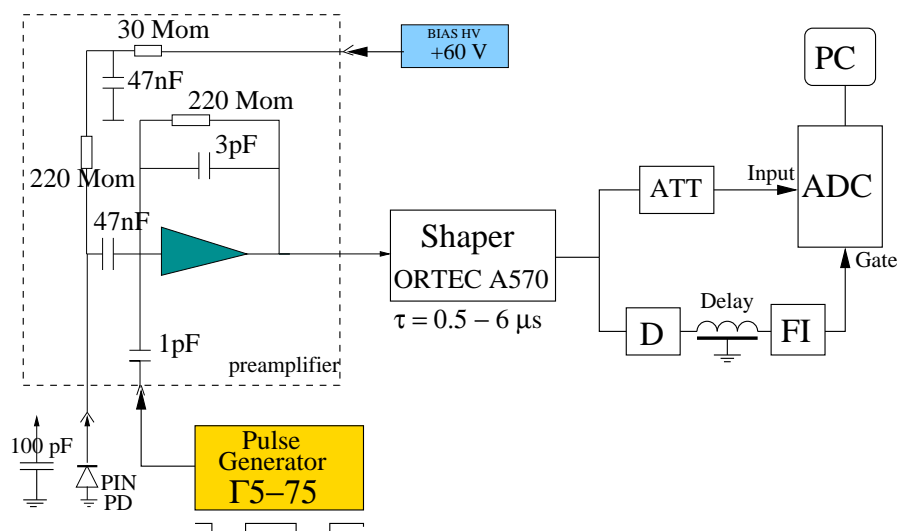 30 Mom
BIAS HV
+60 V
47nF
220 Mom
3pF
220 Mom
47nF
1pF
preamplifier
100 pF
PIN
PD
Pulse
Generator
Г5–75
Shaper
ORTEC A570
τ = 0.5 – 6 μs
ATT
Input
ADC
PC
Gate
D
Delay
FI